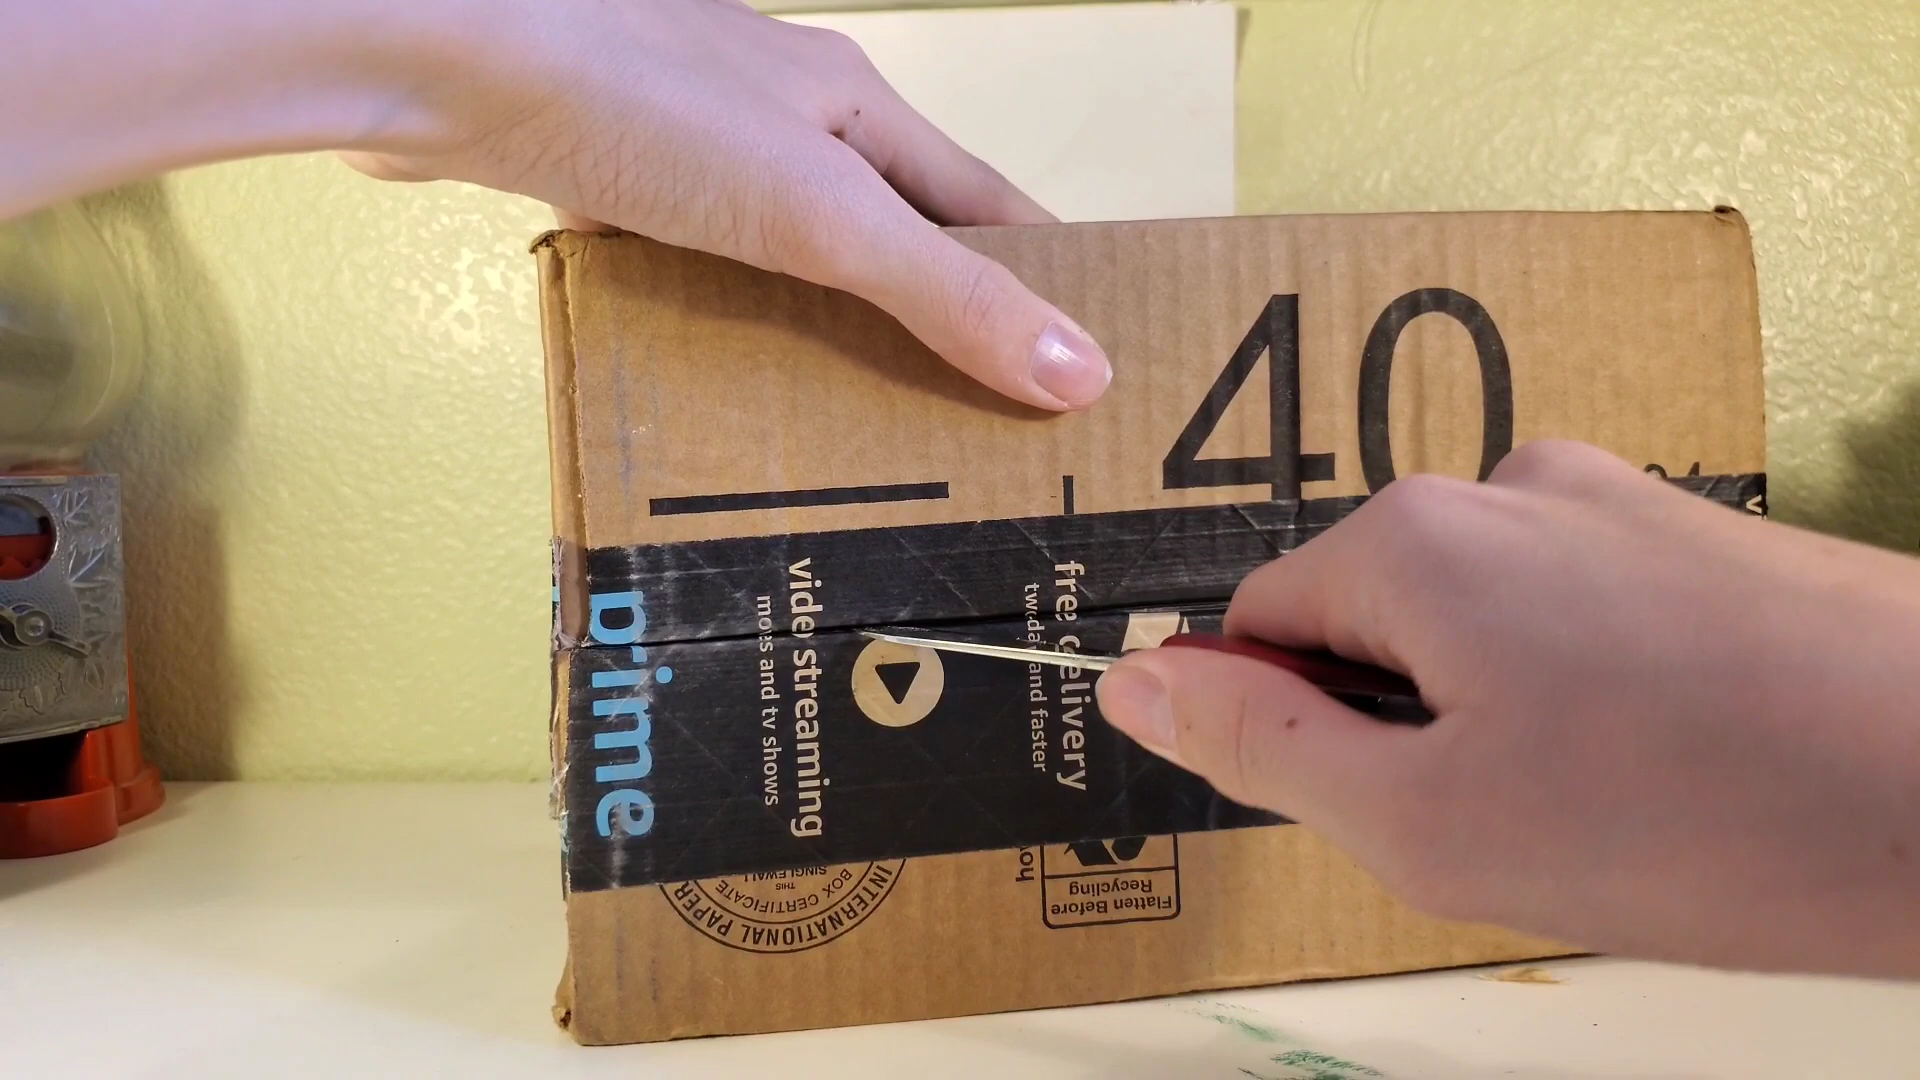 40
prime
video streaming
movies and tv shows
free delivery
two-day and faster
INTERNATIONAL PAPER
BOX CERTIFICATE
THIS
SINGLEWALL
Flatten Before
Recycling